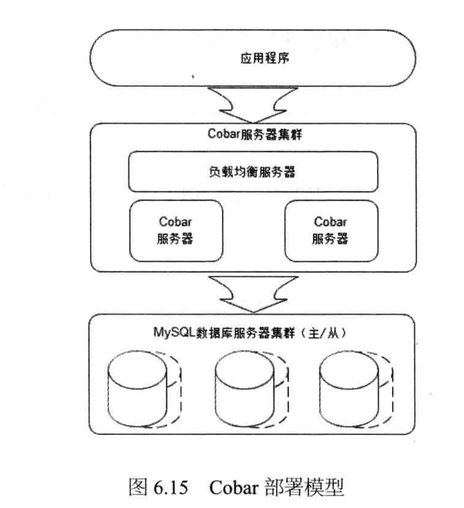 应用程序
Cobar服务器集群
负载均衡服务器
Cobar
服务器
Cobar
服务器
MySQL数据库服务器集群（主/从）
图 6.15 Cobar 部署模型